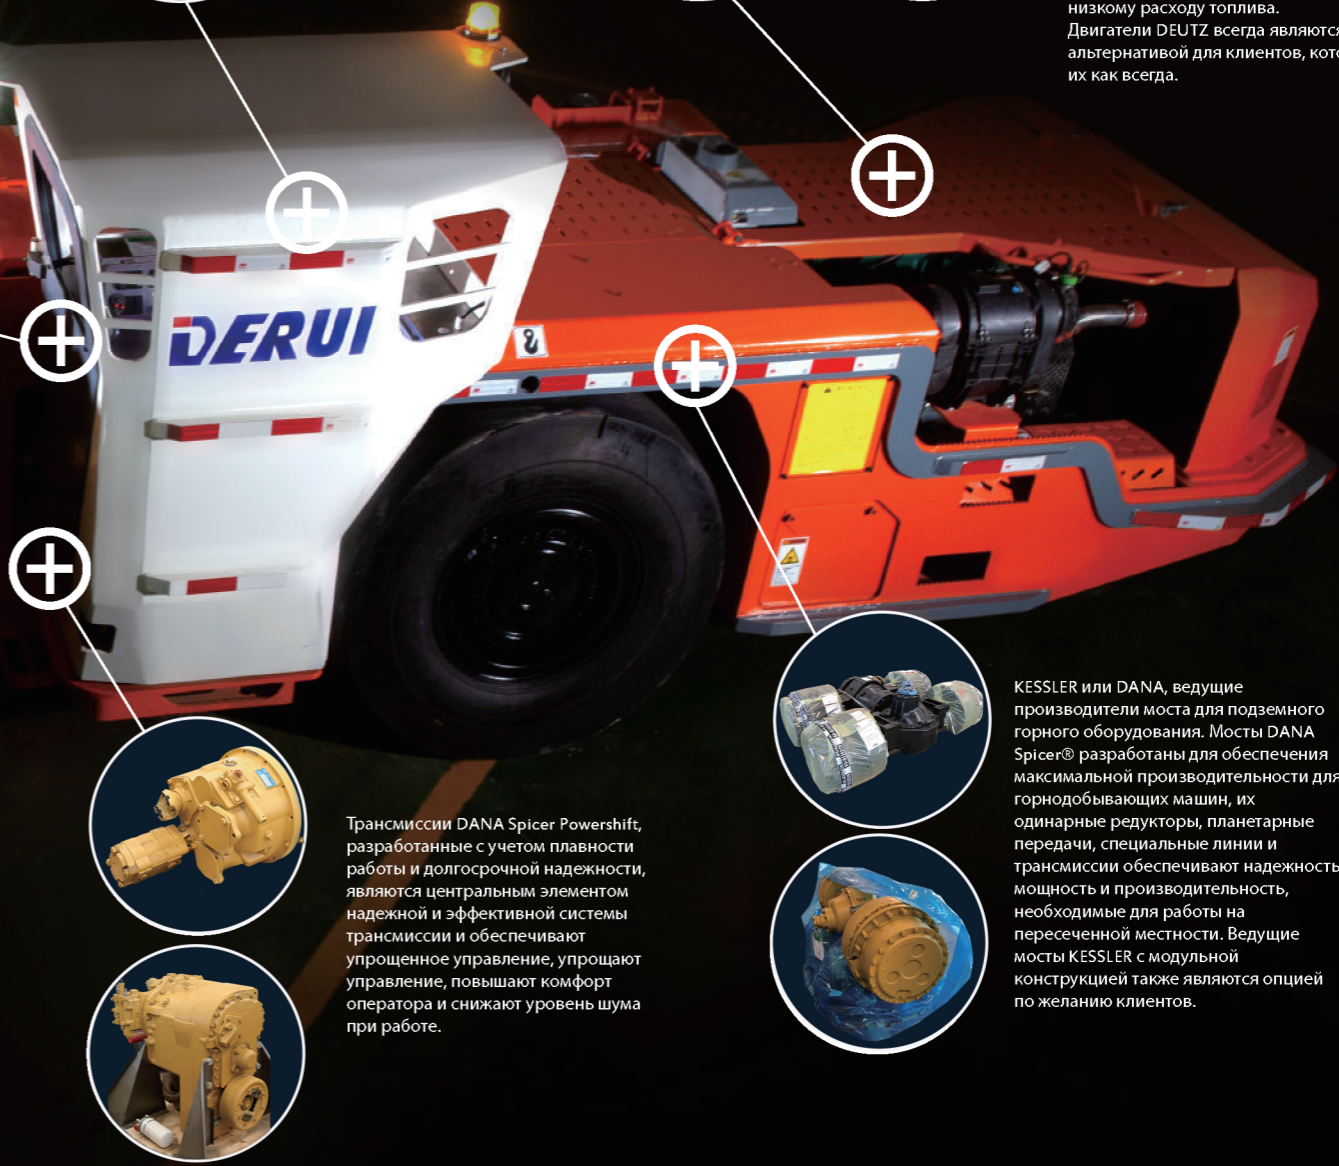 низкому расходу топлива.
Двигатели DEUTZ всегда являются
альтернативой для клиентов,
их как всегда.
DERUI
KESSLER или DANA, ведущие
производители моста для подземного
горного оборудования. Мосты DANA
Spicer® разработаны для обеспечения
максимальной производительности для
горнодобывающих машин, их
одинарные редукторы, планетарные
передачи, специальные линии и
трансмиссии обеспечивают надежность,
мощность и производительность,
необходимые для работы на
пересеченной местности. Ведущие
мосты KESSLER с модульной
конструкцией также являются опцией
по желанию клиентов.
Трансмиссии DANA Spicer Powershift,
разработанные с учетом плавности
работы и долгосрочной надежности,
являются центральным элементом
надежной и эффективной системы
трансмиссии и обеспечивают
упрощенное управление, упрощают
управление, повышают комфорт
оператора и снижают уровень шума
при работе.